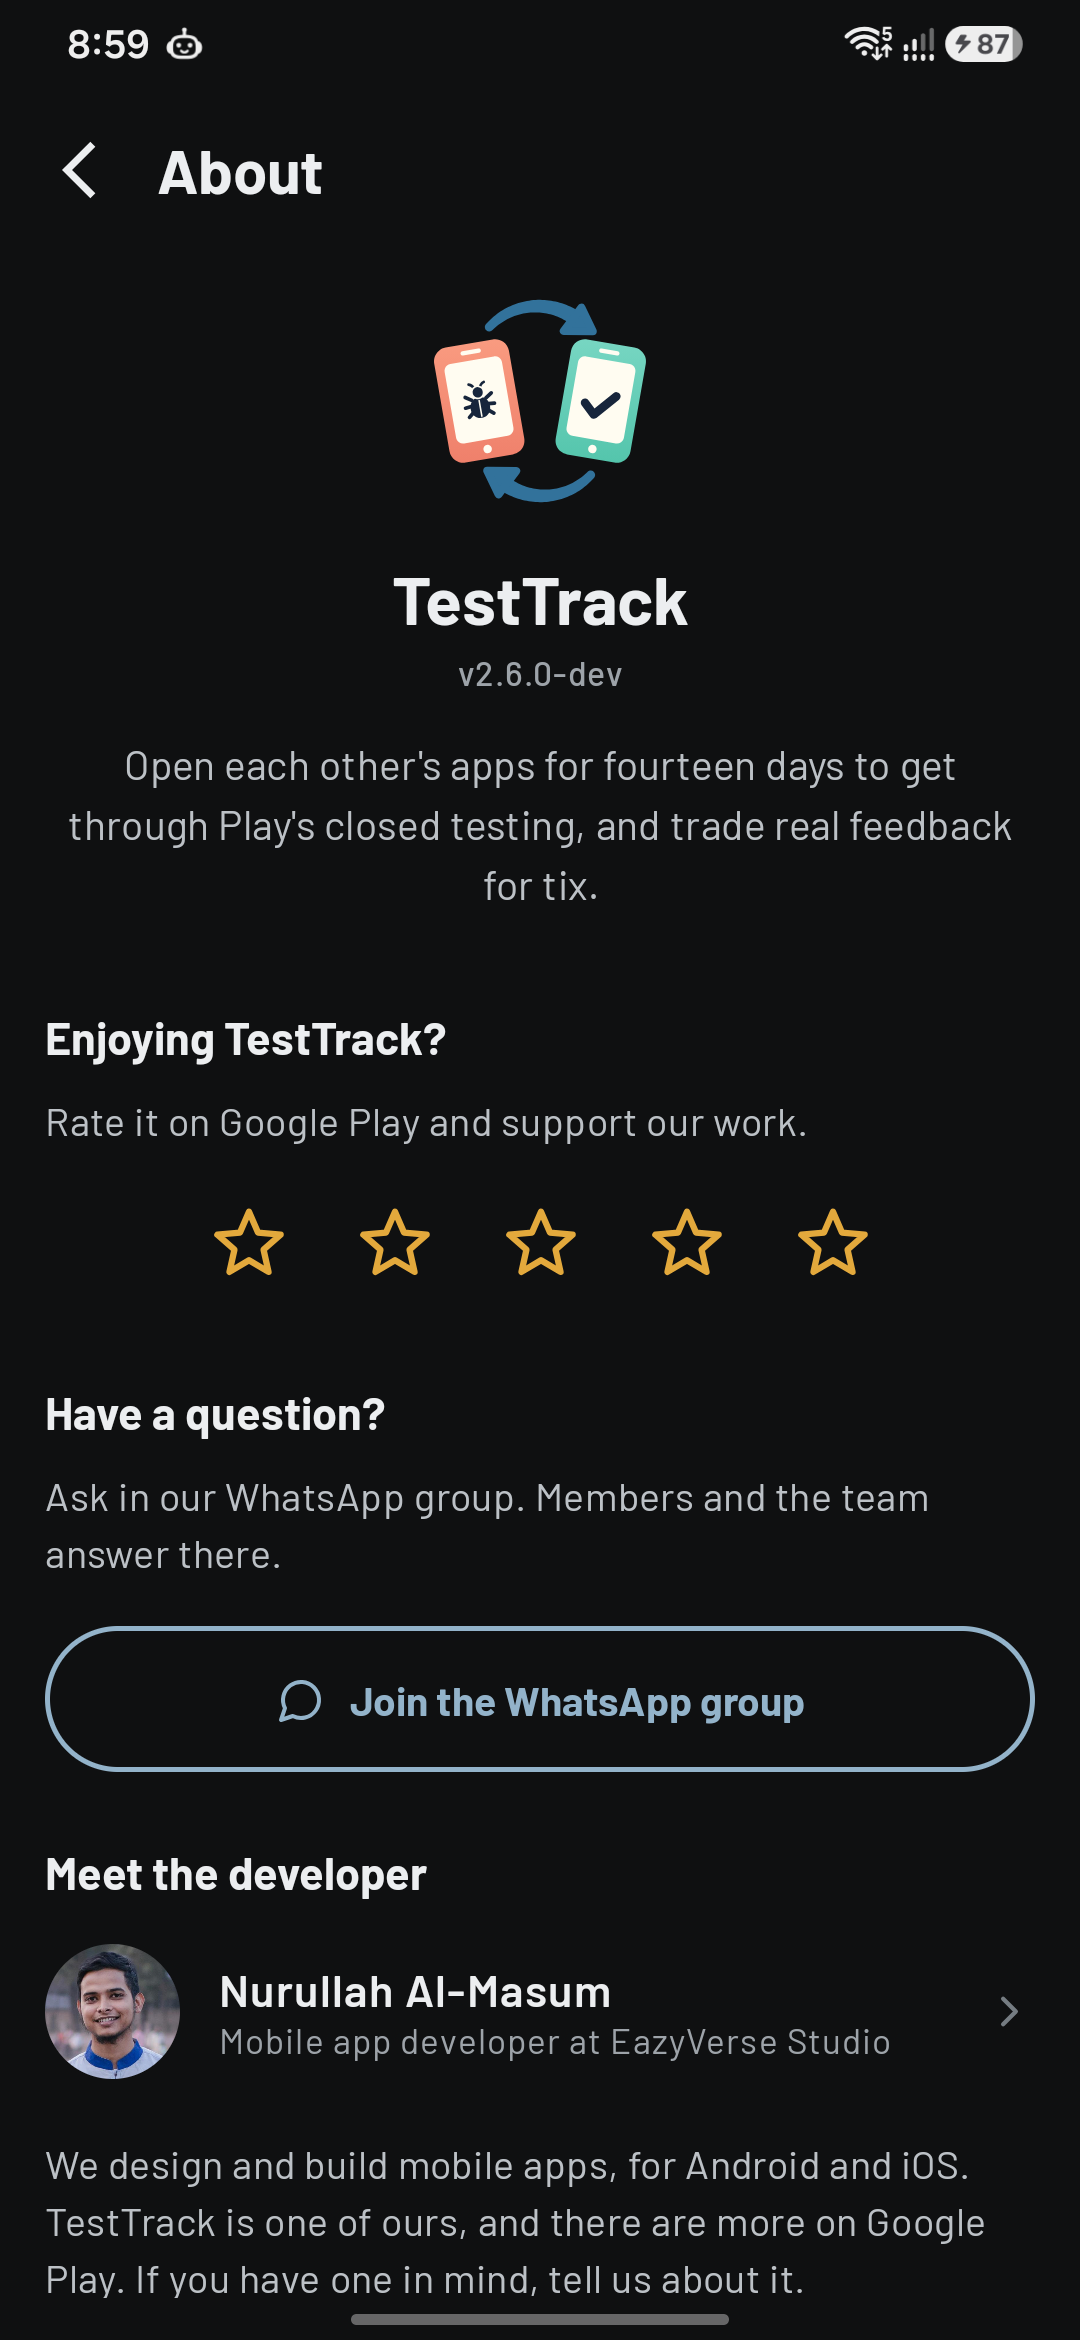 8:59
5
87
About
TestTrack
v2.6.0-dev
Open each other's apps for fourteen days to get
through Play's closed testing, and trade real feedback
for tix.
Enjoying TestTrack?
Rate it on Google Play and support our work.
Have a question?
Ask in our WhatsApp group. Members and the team
answer there.
Join the WhatsApp group
Meet the developer
Nurullah Al-Masum
Mobile app developer at EazyVerse Studio
We design and build mobile apps, for Android and iOS.
TestTrack is one of ours, and there are more on Google
Play. If you have one in mind, tell us about it.